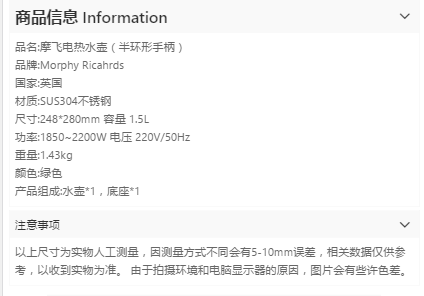 商品信息 Information
品名:摩飞电热水壶（半环形手柄）
品牌:Morphy Ricahrds
国家:英国
材质:SUS304不锈钢
尺寸:248*280mm 容量 1.5L
功率:1850~2200W 电压 220V/50Hz
重量:1.43kg
颜色:绿色
产品组成:水壶*1，底座*1
注意事项
以上尺寸为实物人工测量，因测量方式不同会有5-10mm误差，相关数据仅供参
考，以收到实物为准。 由于拍摄环境和电脑显示器的原因，图片会有些许色差。